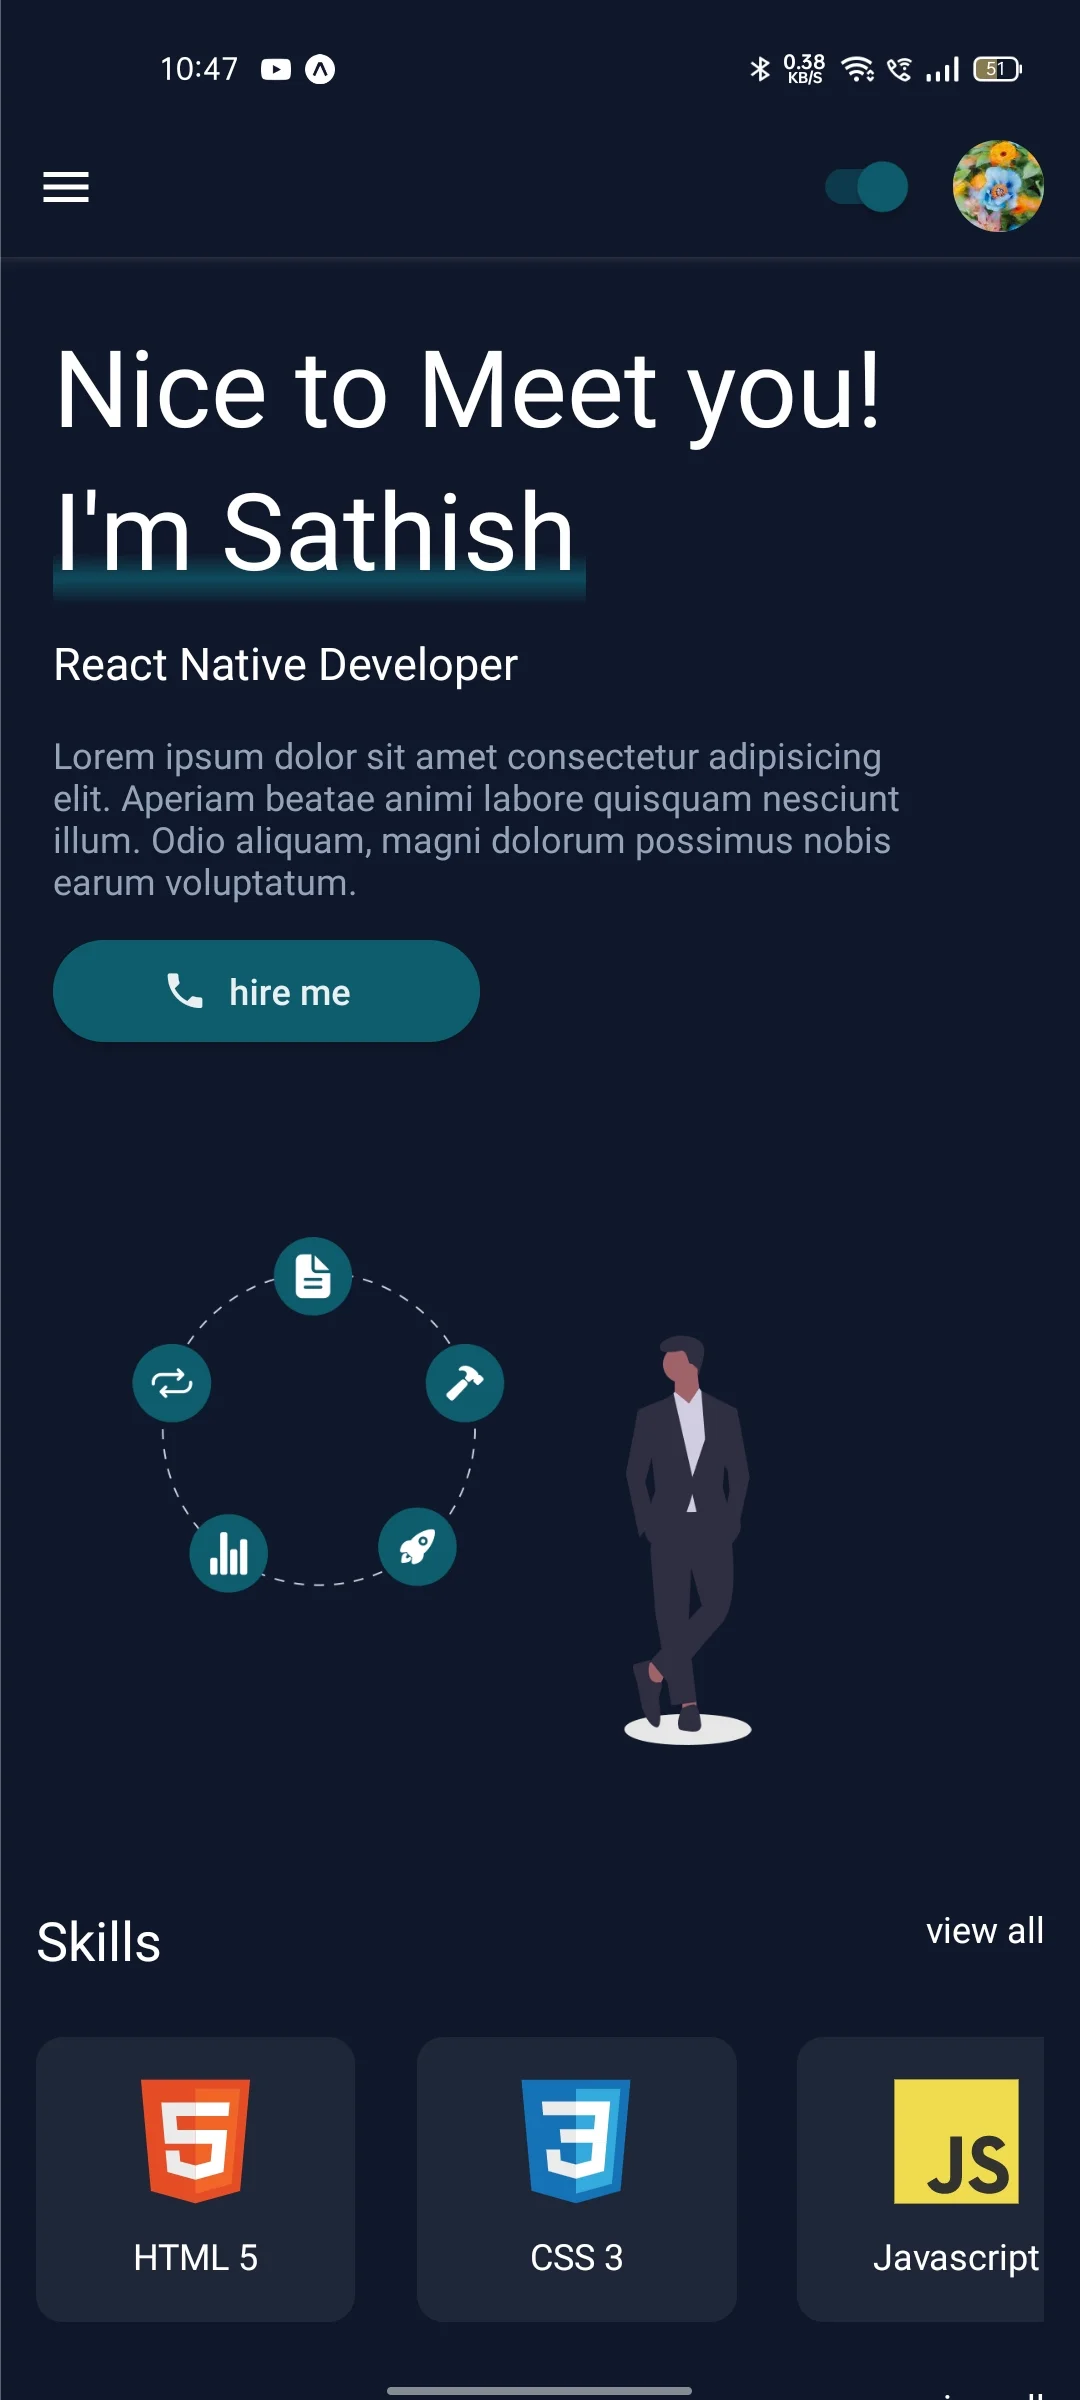 10:47
0.38
KB/S
51
Nice to Meet you!
I'm Sathish
React Native Developer
Lorem ipsum dolor sit amet consectetur adipisicing
elit. Aperiam beatae animi labore quisquam nesciunt
illum. Odio aliquam, magni dolorum possimus nobis
earum voluptatum.
hire me
Skills
view all
5
3
JS
HTML 5
CSS 3
Javascript